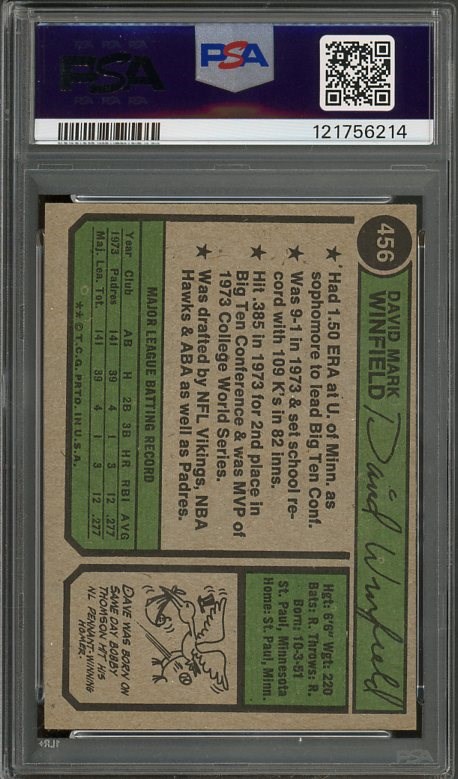 PSA
121756214
456
DAVID MARK
WINFIELD
David Winfield
★ Had 1.50 ERA at U. of Minn. as
sophomore to lead Big Ten Conf.
★ Was 9-1 in 1973 & set school re-
cord with 109 K's in 82 inns.
★ Hit .385 in 1973 for 2nd place in
Big Ten Conference & was MVP of
1973 College World Series.
★ Was drafted by NFL Vikings, NBA
Hawks & ABA as well as Padres.
MAJOR LEAGUE BATTING RECORD
Year Club AB H 2B 3B HR RBI AVG
1973 Padres 141 39 4 1 3 12 .277
Maj. Lea. Tot. 141 39 4 1 3 12 .277
★★ © T.C.G. PRTD. IN U.S.A.
Hgt: 6'6" Wgt: 220
Bats: R. Throws: R.
Born: 10-3-51
St. Paul, Minnesota
Home: St. Paul, Minn.
DAVE WAS BORN ON
SAME DAY BOBBY
THOMSON HIT HIS
NL PENNANT-WINNING
HOMER.